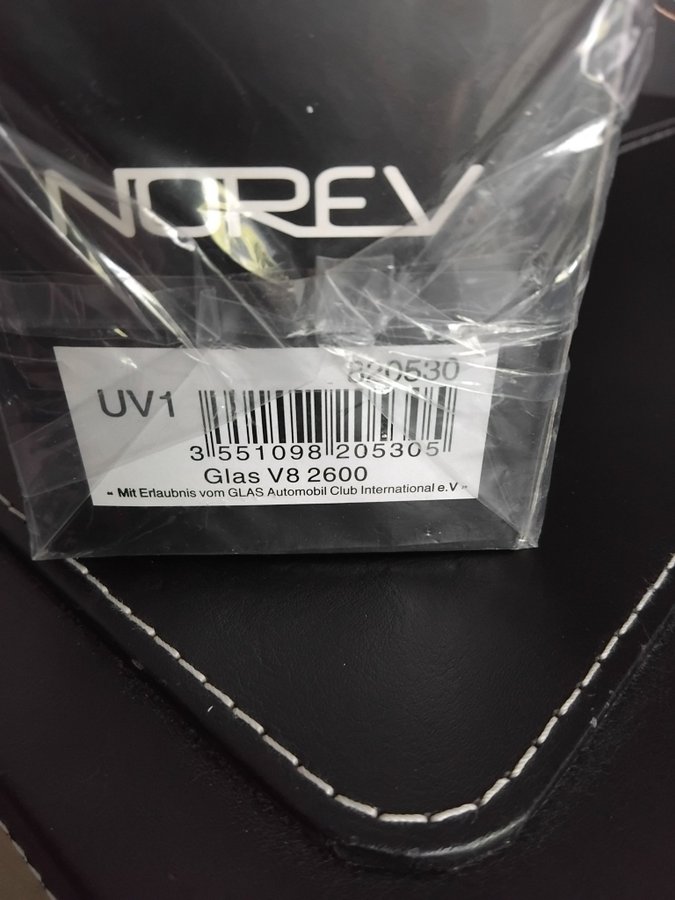 NOREV
820530
UV1
3 551098 205305
Glas V8 2600
" Mit Erlaubnis vom GLAS Automobil Club International e.V "